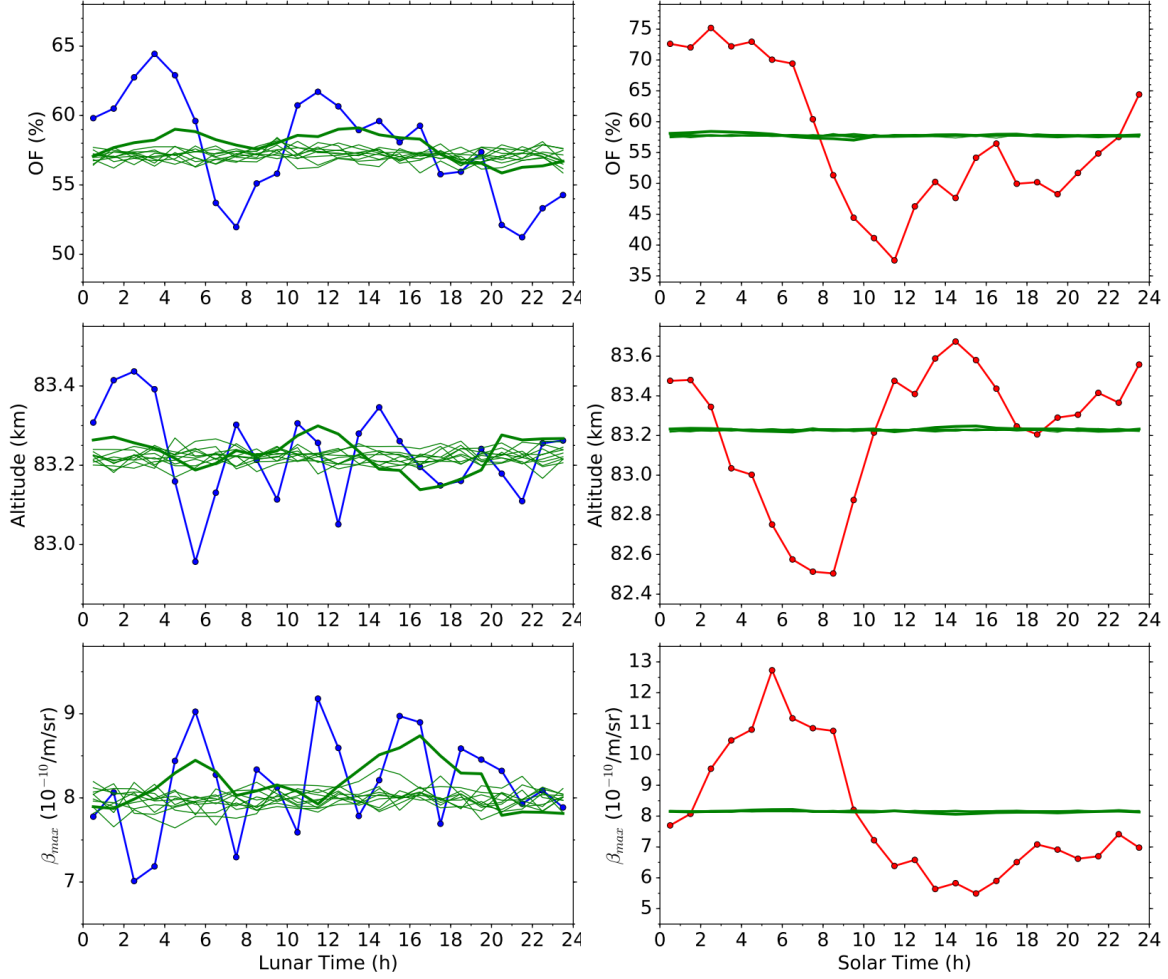 OF (%)
65
60
55
50
0 2 4 6 8 10 12 14 16 18 20 22 24
OF (%)
75
70
65
60
55
50
45
40
35
0 2 4 6 8 10 12 14 16 18 20 22 24
Altitude (km)
83.4
83.2
83.0
0 2 4 6 8 10 12 14 16 18 20 22 24
Altitude (km)
83.6
83.4
83.2
83.0
82.8
82.6
82.4
0 2 4 6 8 10 12 14 16 18 20 22 24
βmax (10⁻¹⁰/m/sr)
9
8
7
0 2 4 6 8 10 12 14 16 18 20 22 24
Lunar Time (h)
βmax (10⁻¹⁰/m/sr)
13
12
11
10
9
8
7
6
5
0 2 4 6 8 10 12 14 16 18 20 22 24
Solar Time (h)